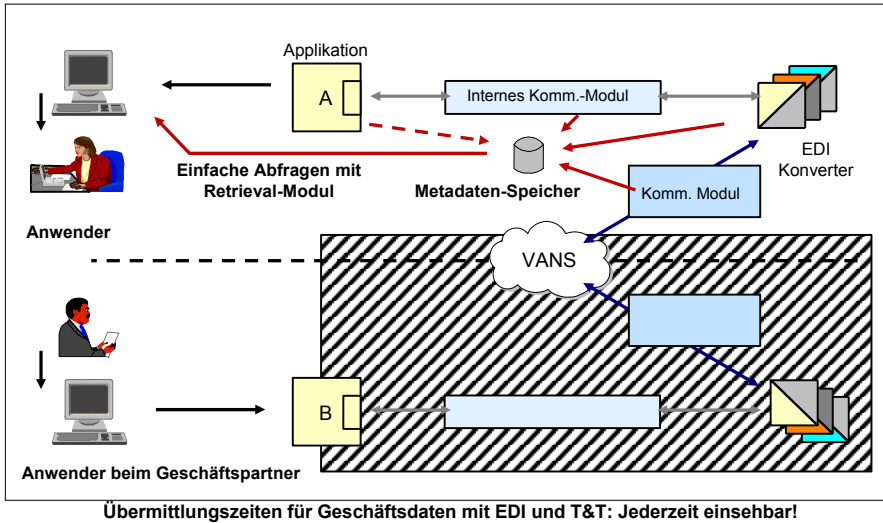 Applikation
A
Internes Komm.-Modul
EDI
Konverter
Einfache Abfragen mit
Retrieval-Modul
Metadaten-Speicher
Komm. Modul
Anwender
VANS
B
Anwender beim Geschäftspartner
Übermittlungszeiten für Geschäftsdaten mit EDI und T&T: Jederzeit einsehbar!